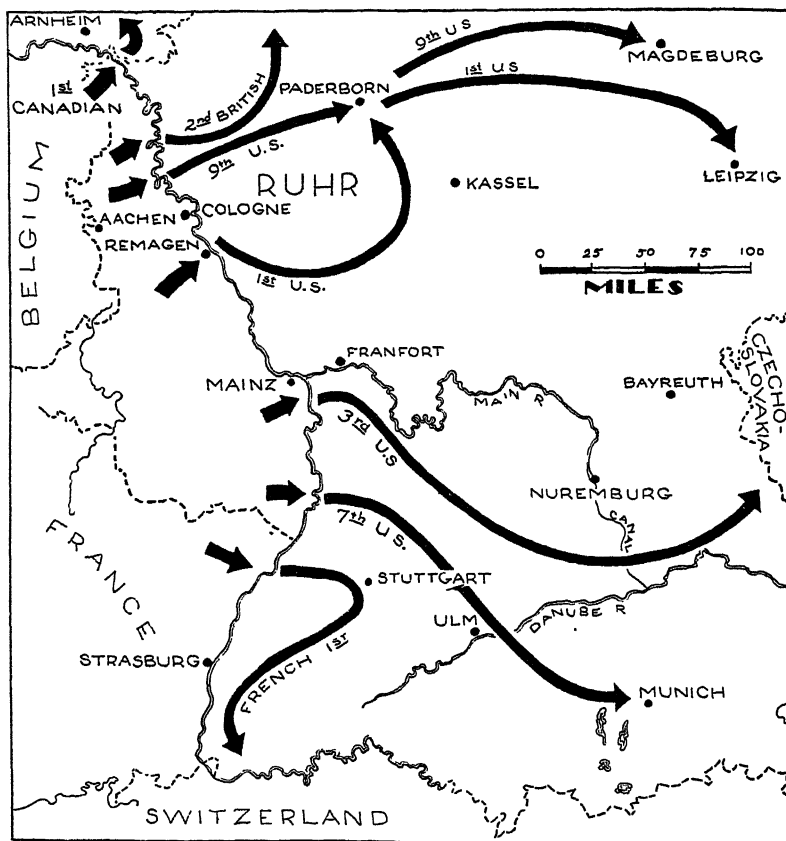 ARNHEIM
9th US
MAGDEBURG
1st CANADIAN
2nd BRITISH
PADERBORN
1st U.S
9th U.S.
RUHR
KASSEL
LEIPZIG
BELGIUM
AACHEN
COLOGNE
REMAGEN
1st U.S.
0 25 50 75 100
MILES
FRANFORT
MAINZ
MAIN R
BAYREUTH
CZECHO-
SLOVAKIA
3rd U.S
NUREMBURG
CANAL
7th U.S.
FRANCE
STUTTGART
ULM
DANUBE R
STRASBURG
FRENCH 1st
MUNICH
SWITZERLAND